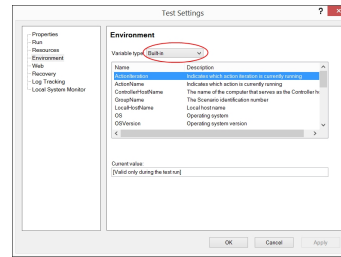 Test Settings
? ×
Properties
Run
Resources
Environment
Web
Recovery
Log Tracking
Local System Monitor
Environment
Variable type: Built-in
Name Description
ActionIteration Indicates which action iteration is currently running
ActionName Indicates which action is currently running
ControllerHostName The name of the computer that serves as the Controller h
GroupName The Scenario identification number
LocalHostName Local host name
OS Operating system
OSVersion Operating system version
Current value:
[Valid only during the test run]
OK Cancel Apply